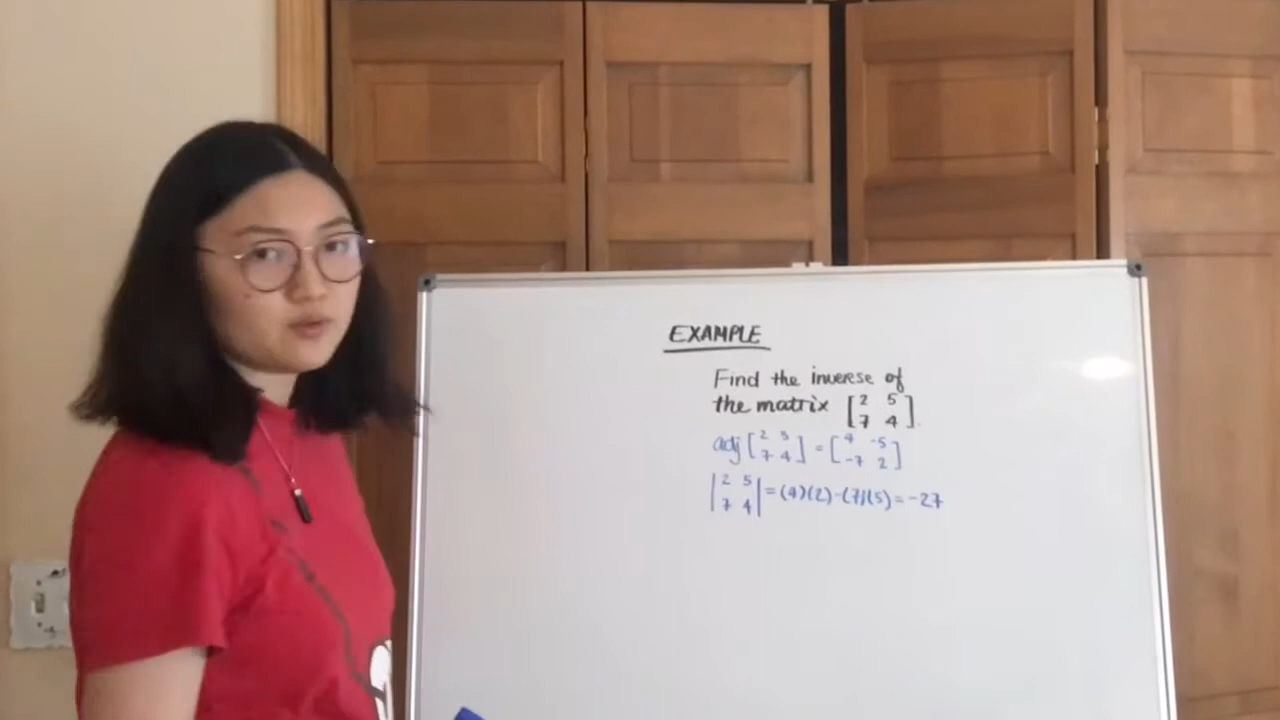 EXAMPLE
Find the inverse of
the matrix [2 5
7 4].
adj [2 5
7 4] = [4 -5
-7 2]
|2 5
7 4| = (4)(2)-(7)(5) = -27